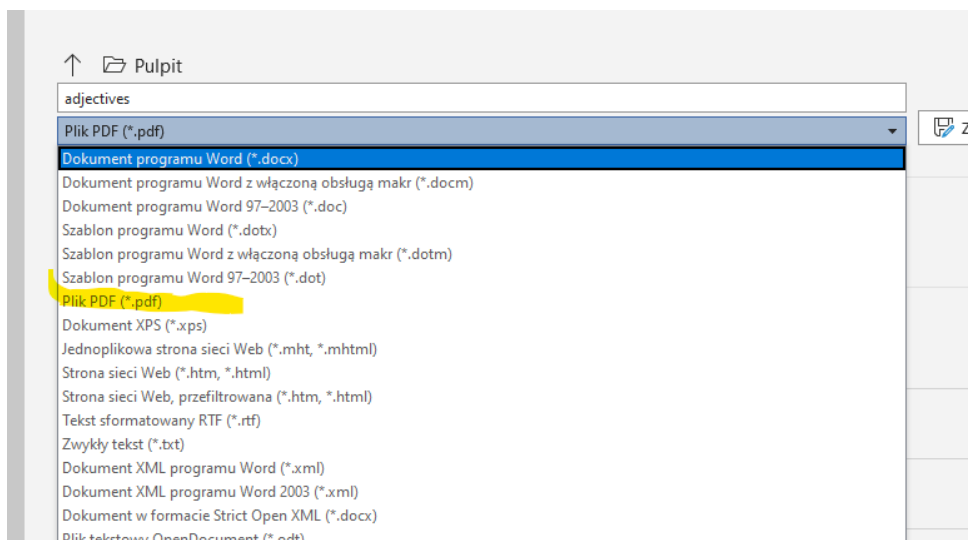 Pulpit
adjectives
Plik PDF (*.pdf)
Z
Dokument programu Word (*.docx)
Dokument programu Word z włączoną obsługą makr (*.docm)
Dokument programu Word 97–2003 (*.doc)
Szablon programu Word (*.dotx)
Szablon programu Word z włączoną obsługą makr (*.dotm)
Szablon programu Word 97–2003 (*.dot)
Plik PDF (*.pdf)
Dokument XPS (*.xps)
Jednoplikowa strona sieci Web (*.mht, *.mhtml)
Strona sieci Web (*.htm, *.html)
Strona sieci Web, przefiltrowana (*.htm, *.html)
Tekst sformatowany RTF (*.rtf)
Zwykły tekst (*.txt)
Dokument XML programu Word (*.xml)
Dokument XML programu Word 2003 (*.xml)
Dokument w formacie Strict Open XML (*.docx)
Plik tekstowy OpenDocument (*.odt)